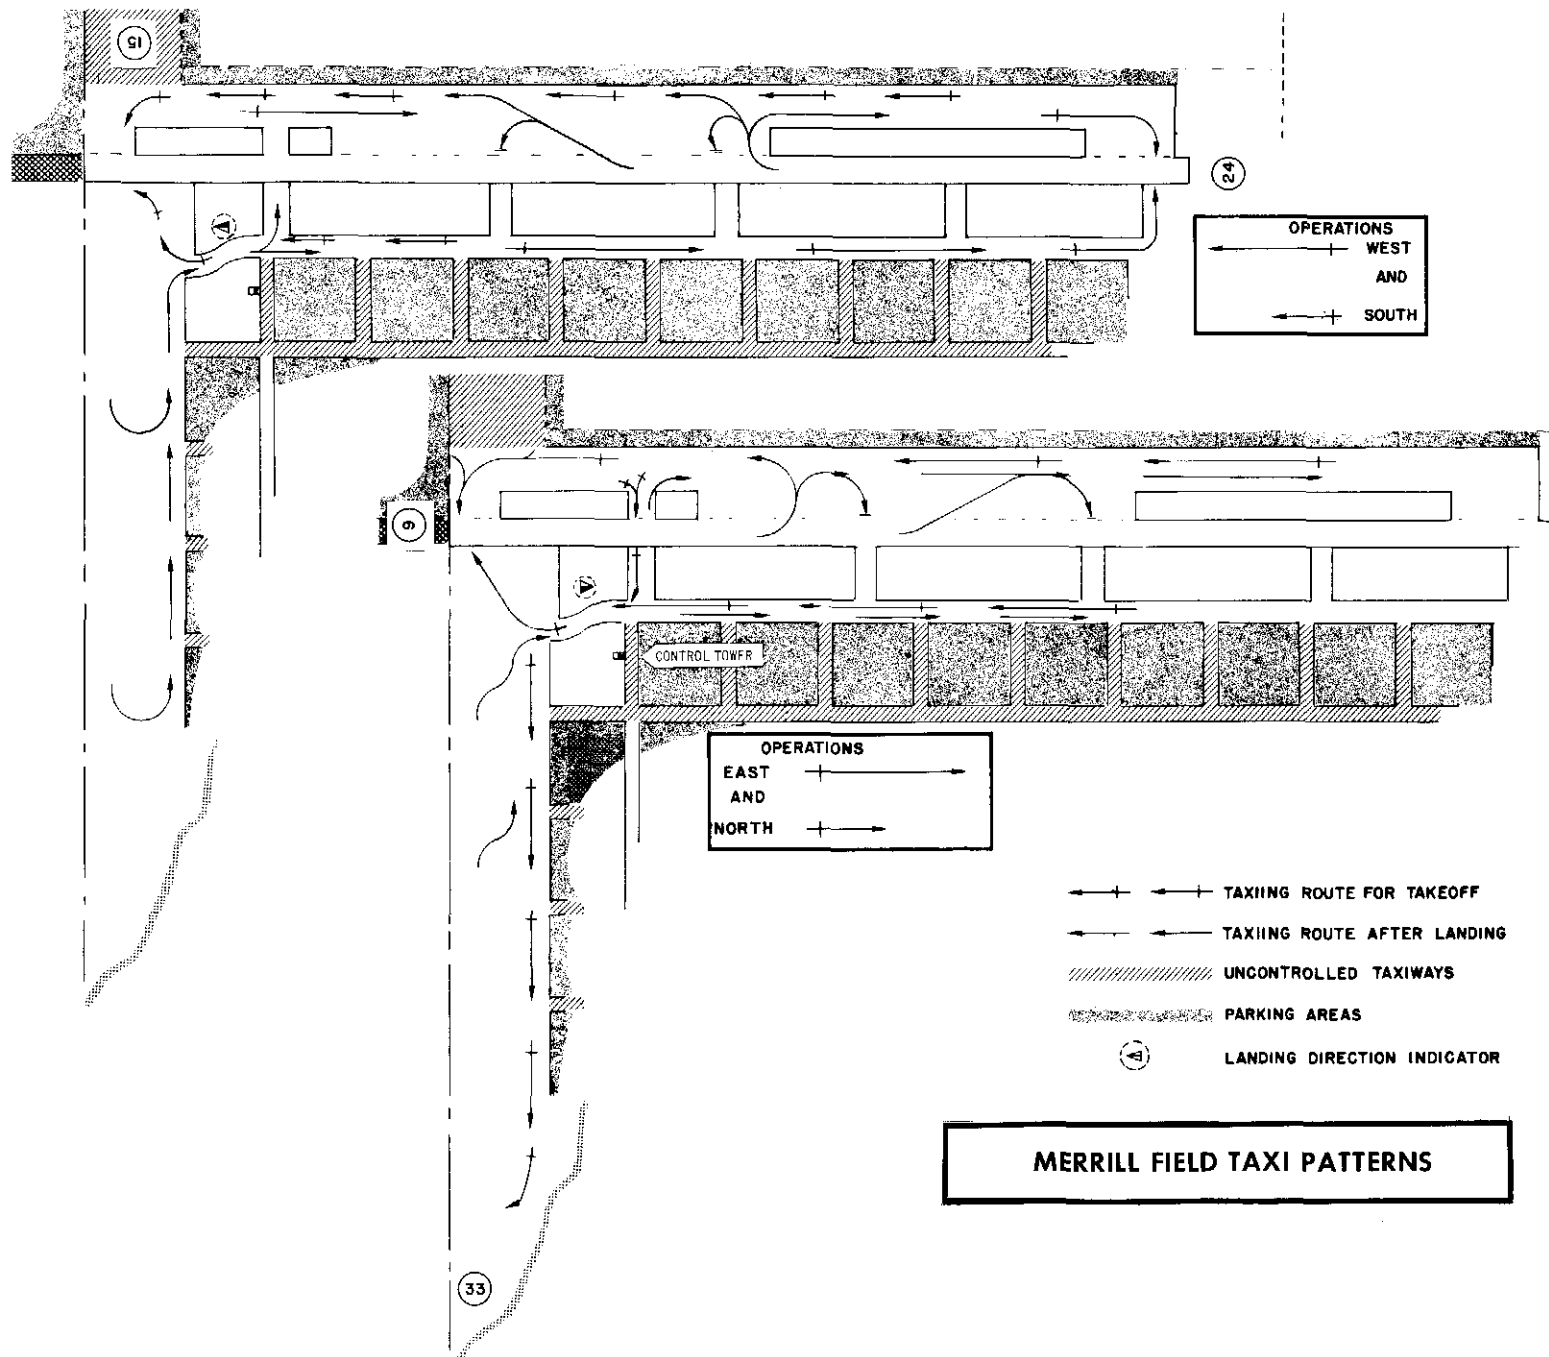 15
24
OPERATIONS
WEST
AND
SOUTH
6
CONTROL TOWER
OPERATIONS
EAST
AND
NORTH
TAXIING ROUTE FOR TAKEOFF
TAXIING ROUTE AFTER LANDING
UNCONTROLLED TAXIWAYS
PARKING AREAS
LANDING DIRECTION INDICATOR
MERRILL FIELD TAXI PATTERNS
33